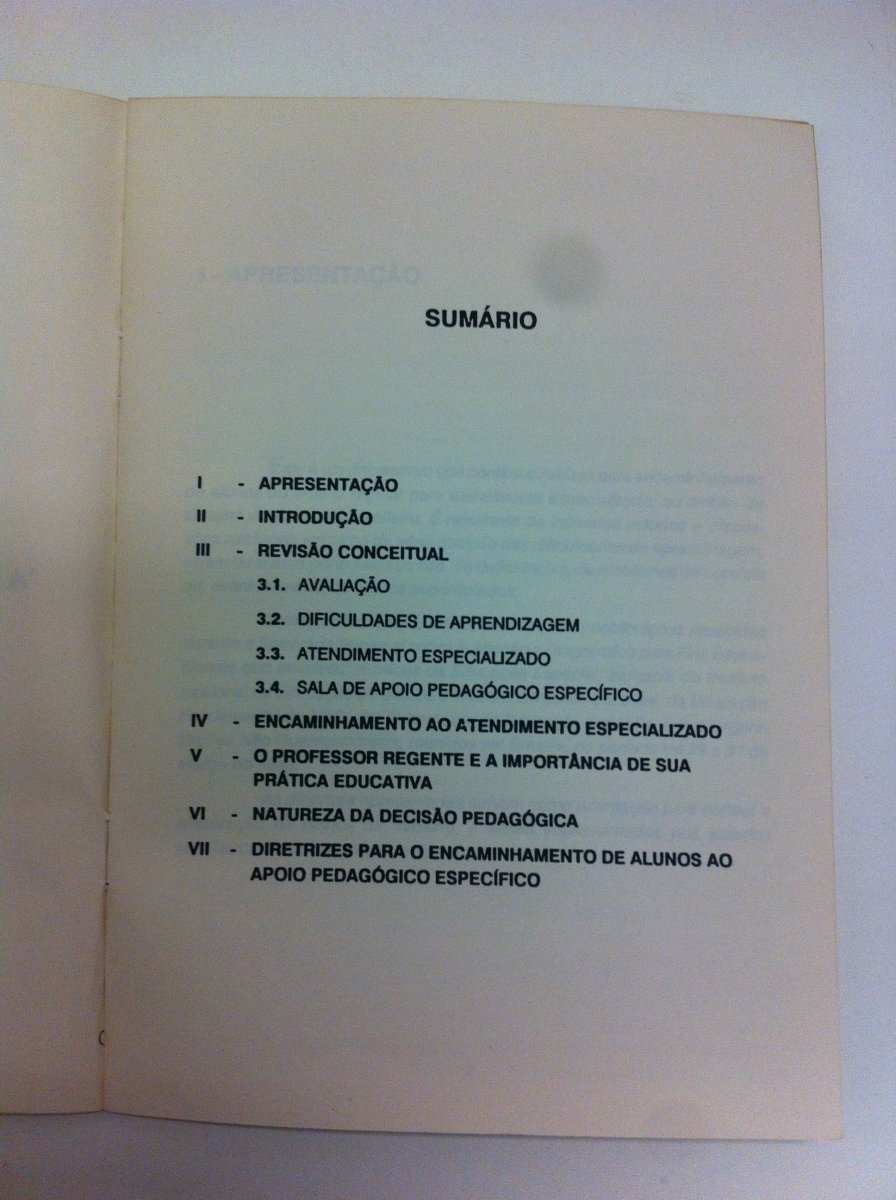 SUMÁRIO
I - APRESENTAÇÃO
II - INTRODUÇÃO
III - REVISÃO CONCEITUAL
3.1. AVALIAÇÃO
3.2. DIFICULDADES DE APRENDIZAGEM
3.3. ATENDIMENTO ESPECIALIZADO
3.4. SALA DE APOIO PEDAGÓGICO ESPECÍFICO
IV - ENCAMINHAMENTO AO ATENDIMENTO ESPECIALIZADO
V - O PROFESSOR REGENTE E A IMPORTÂNCIA DE SUA
PRÁTICA EDUCATIVA
VI - NATUREZA DA DECISÃO PEDAGÓGICA
VII - DIRETRIZES PARA O ENCAMINHAMENTO DE ALUNOS AO
APOIO PEDAGÓGICO ESPECÍFICO